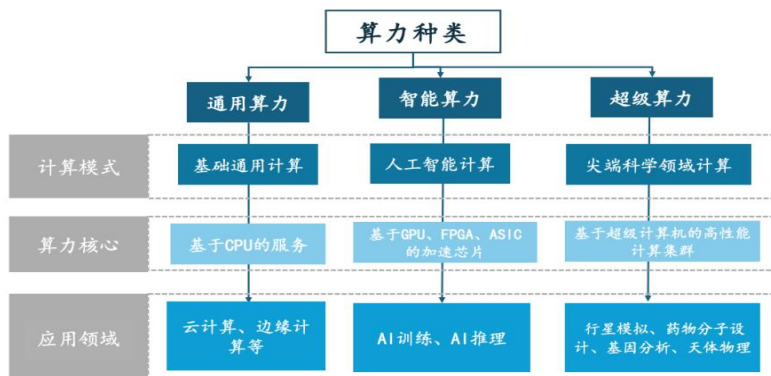 算力种类
通用算力
智能算力
超级算力
计算模式
基础通用计算
人工智能计算
尖端科学领域计算
算力核心
基于CPU的服务
基于GPU、FPGA、ASIC
的加速芯片
基于超级计算机的高性能
计算集群
应用领域
云计算、边缘计
算等
AI训练、AI推理
行星模拟、药物分子设
计、基因分析、天体物理